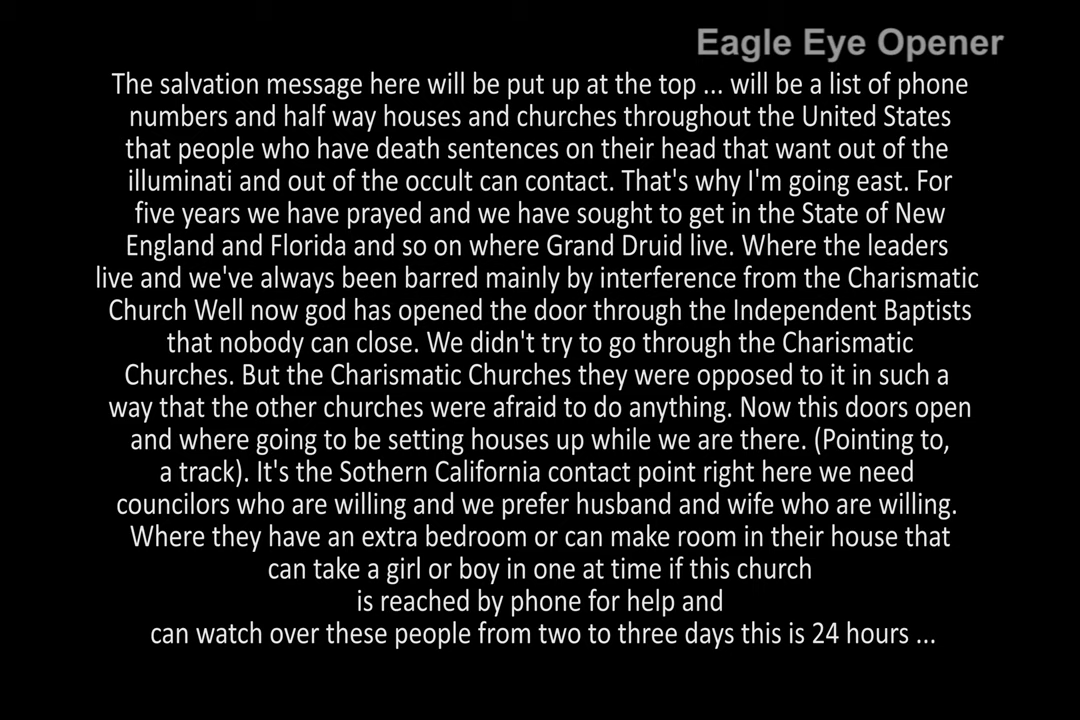 Eagle Eye Opener
The salvation message here will be put up at the top ... will be a list of phone
numbers and half way houses and churches throughout the United States
that people who have death sentences on their head that want out of the
illuminati and out of the occult can contact. That's why I'm going east. For
five years we have prayed and we have sought to get in the State of New
England and Florida and so on where Grand Druid live. Where the leaders
live and we've always been barred mainly by interference from the Charismatic
Church Well now god has opened the door through the Independent Baptists
that nobody can close. We didn't try to go through the Charismatic
Churches. But the Charismatic Churches they were opposed to it in such a
way that the other churches were afraid to do anything. Now this doors open
and where going to be setting houses up while we are there. (Pointing to,
a track). It's the Sothern California contact point right here we need
councilors who are willing and we prefer husband and wife who are willing.
Where they have an extra bedroom or can make room in their house that
can take a girl or boy in one at time if this church
is reached by phone for help and
can watch over these people from two to three days this is 24 hours ...